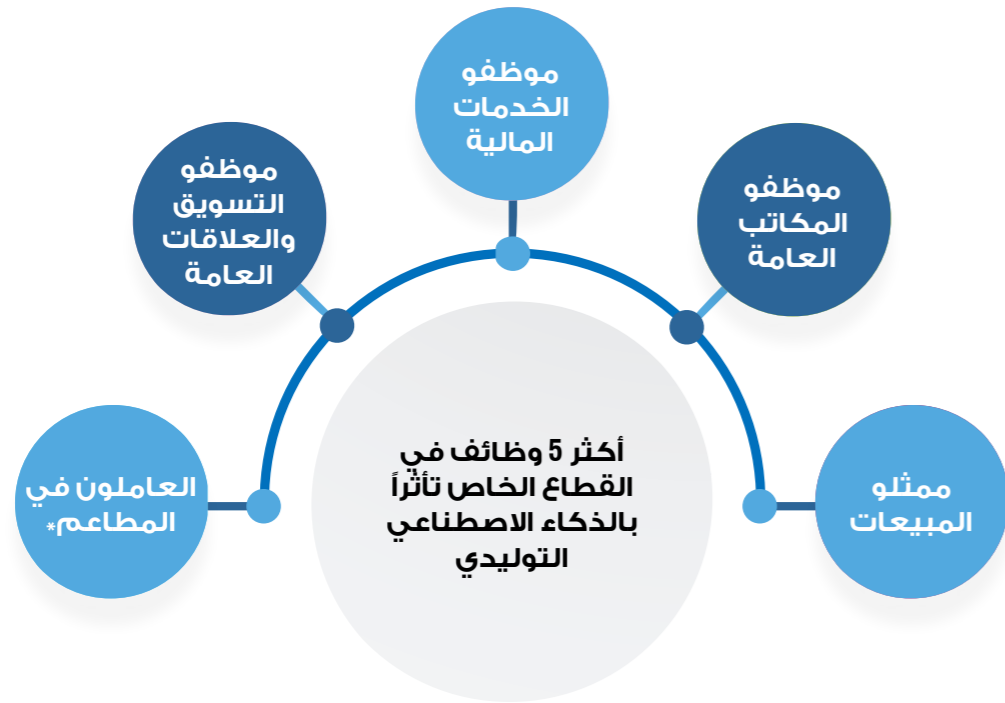 أكثر 5 وظائف في
القطاع الخاص تأثراً
بالذكاء الاصطناعي
التوليدي
ممثلو
المبيعات
موظفو
المكاتب
العامة
موظفو
الخدمات
المالية
موظفو
التسويق
والعلاقات
العامة
العاملون في
المطاعم*